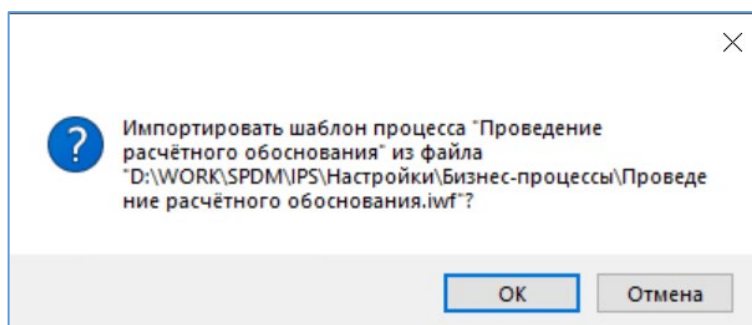 ?
Импортировать шаблон процесса "Проведение
расчётного обоснования" из файла
"D:\WORK\SPDM\IPS\Настройки\Бизнес-процессы\Проведе
ние расчётного обоснования.iwf"?
OK
Отмена